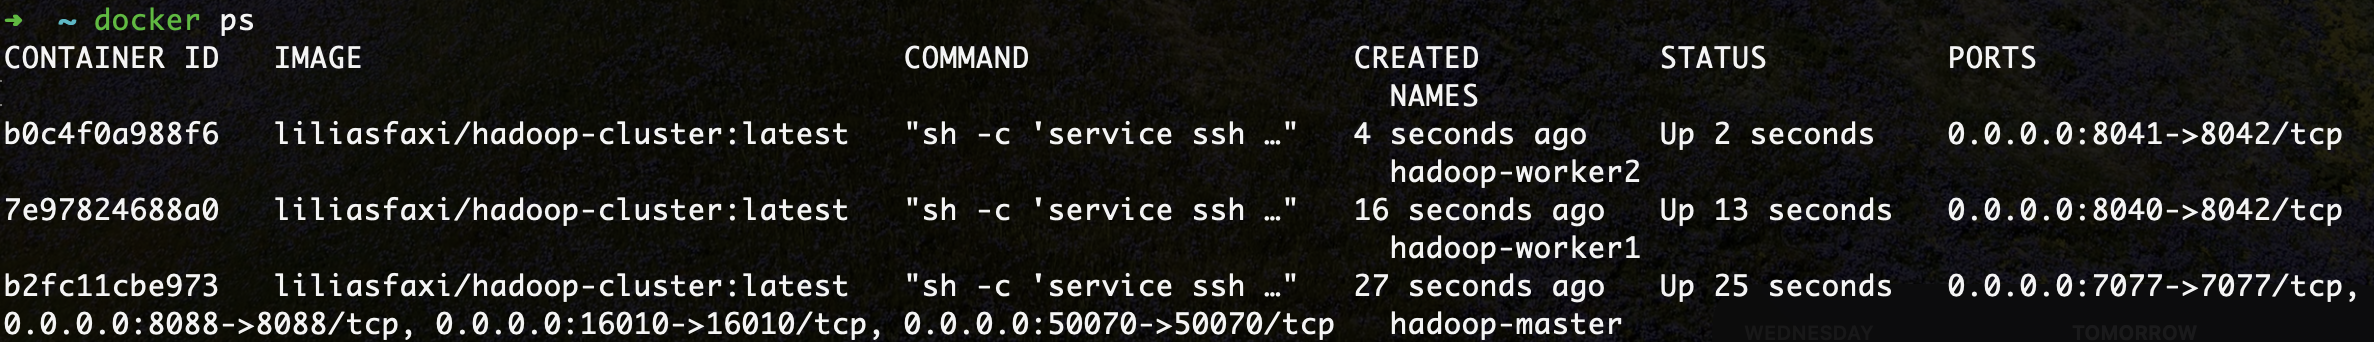 ➜  ~ docker ps
CONTAINER ID   IMAGE                              COMMAND                  CREATED          STATUS          PORTS
NAMES
b0c4f0a988f6   liliasfaxi/hadoop-cluster:latest   "sh -c 'service ssh …"   4 seconds ago    Up 2 seconds    0.0.0.0:8041->8042/tcp
hadoop-worker2
7e97824688a0   liliasfaxi/hadoop-cluster:latest   "sh -c 'service ssh …"   16 seconds ago   Up 13 seconds   0.0.0.0:8040->8042/tcp
hadoop-worker1
b2fc11cbe973   liliasfaxi/hadoop-cluster:latest   "sh -c 'service ssh …"   27 seconds ago   Up 25 seconds   0.0.0.0:7077->7077/tcp,
0.0.0.0:8088->8088/tcp, 0.0.0.0:16010->16010/tcp, 0.0.0.0:50070->50070/tcp   hadoop-master
WEDNESDAY TOMORROW